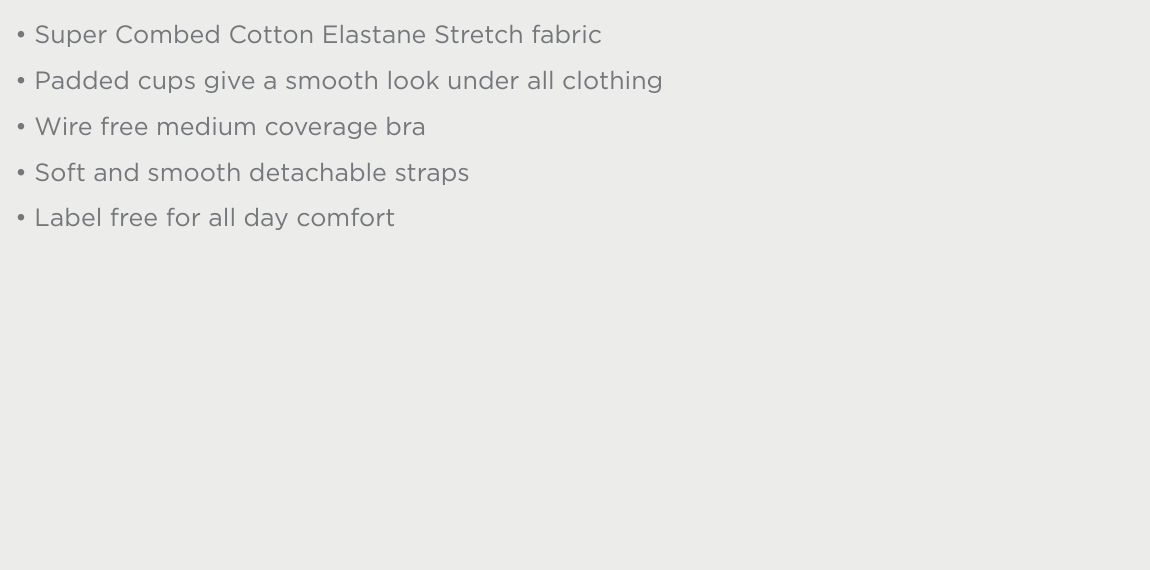 • Super Combed Cotton Elastane Stretch fabric
• Padded cups give a smooth look under all clothing
• Wire free medium coverage bra
• Soft and smooth detachable straps
• Label free for all day comfort